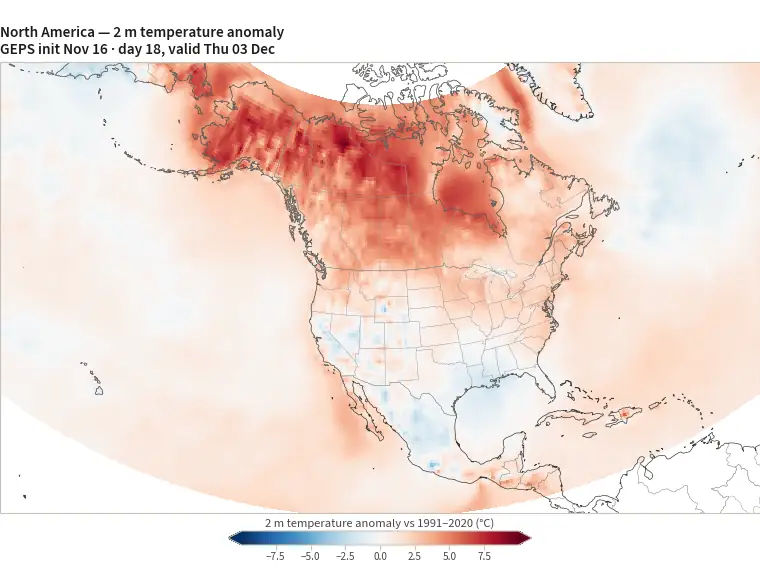 North America — 2 m temperature anomaly
GEPS init Nov 16 · day 18, valid Thu 03 Dec
2 m temperature anomaly vs 1991–2020 (°C)
−7.5 −5.0 −2.5 0.0 2.5 5.0 7.5